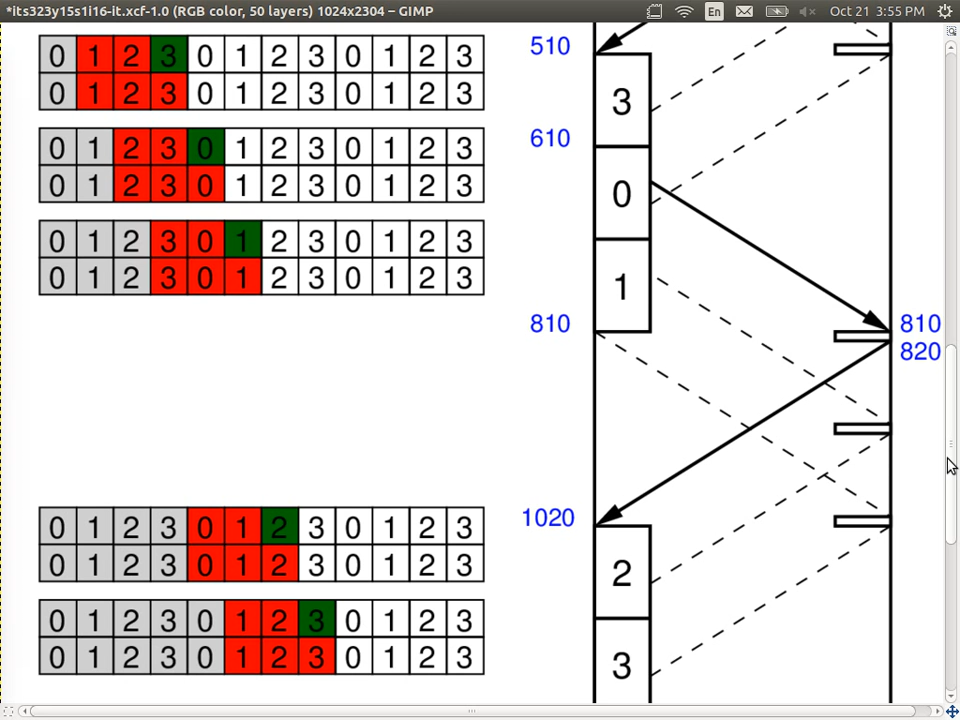 *its323y15s1i16-it.xcf-1.0 (RGB color, 50 layers) 1024x2304 – GIMP
En
Oct 21 3:55 PM
0 1 2 3 0 1 2 3 0 1 2 3
0 1 2 3 0 1 2 3 0 1 2 3
510
3
610
0 1 2 3 0 1 2 3 0 1 2 3
0 1 2 3 0 1 2 3 0 1 2 3
0
0 1 2 3 0 1 2 3 0 1 2 3
0 1 2 3 0 1 2 3 0 1 2 3
1
810
810
820
1020
0 1 2 3 0 1 2 3 0 1 2 3
0 1 2 3 0 1 2 3 0 1 2 3
2
0 1 2 3 0 1 2 3 0 1 2 3
0 1 2 3 0 1 2 3 0 1 2 3
3